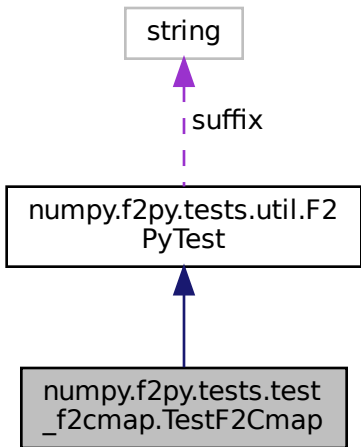 string
suffix
numpy.f2py.tests.util.F2
PyTest
numpy.f2py.tests.test
_f2cmap.TestF2Cmap